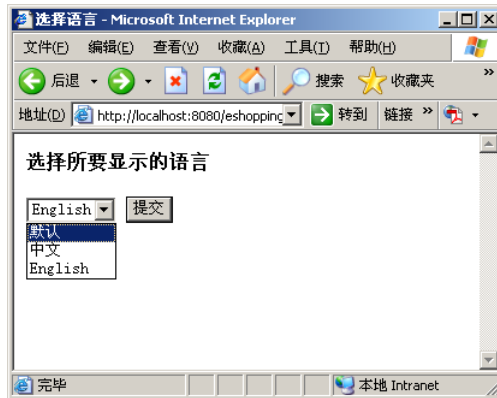 选择语言 - Microsoft Internet Explorer
文件(F) 编辑(E) 查看(V) 收藏(A) 工具(T) 帮助(H)
后退 搜索 收藏夹 »
地址(D) http://localhost:8080/eshopping 转到 链接 »
选择所要显示的语言
English 提交
默认
中文
English
完毕 本地 Intranet